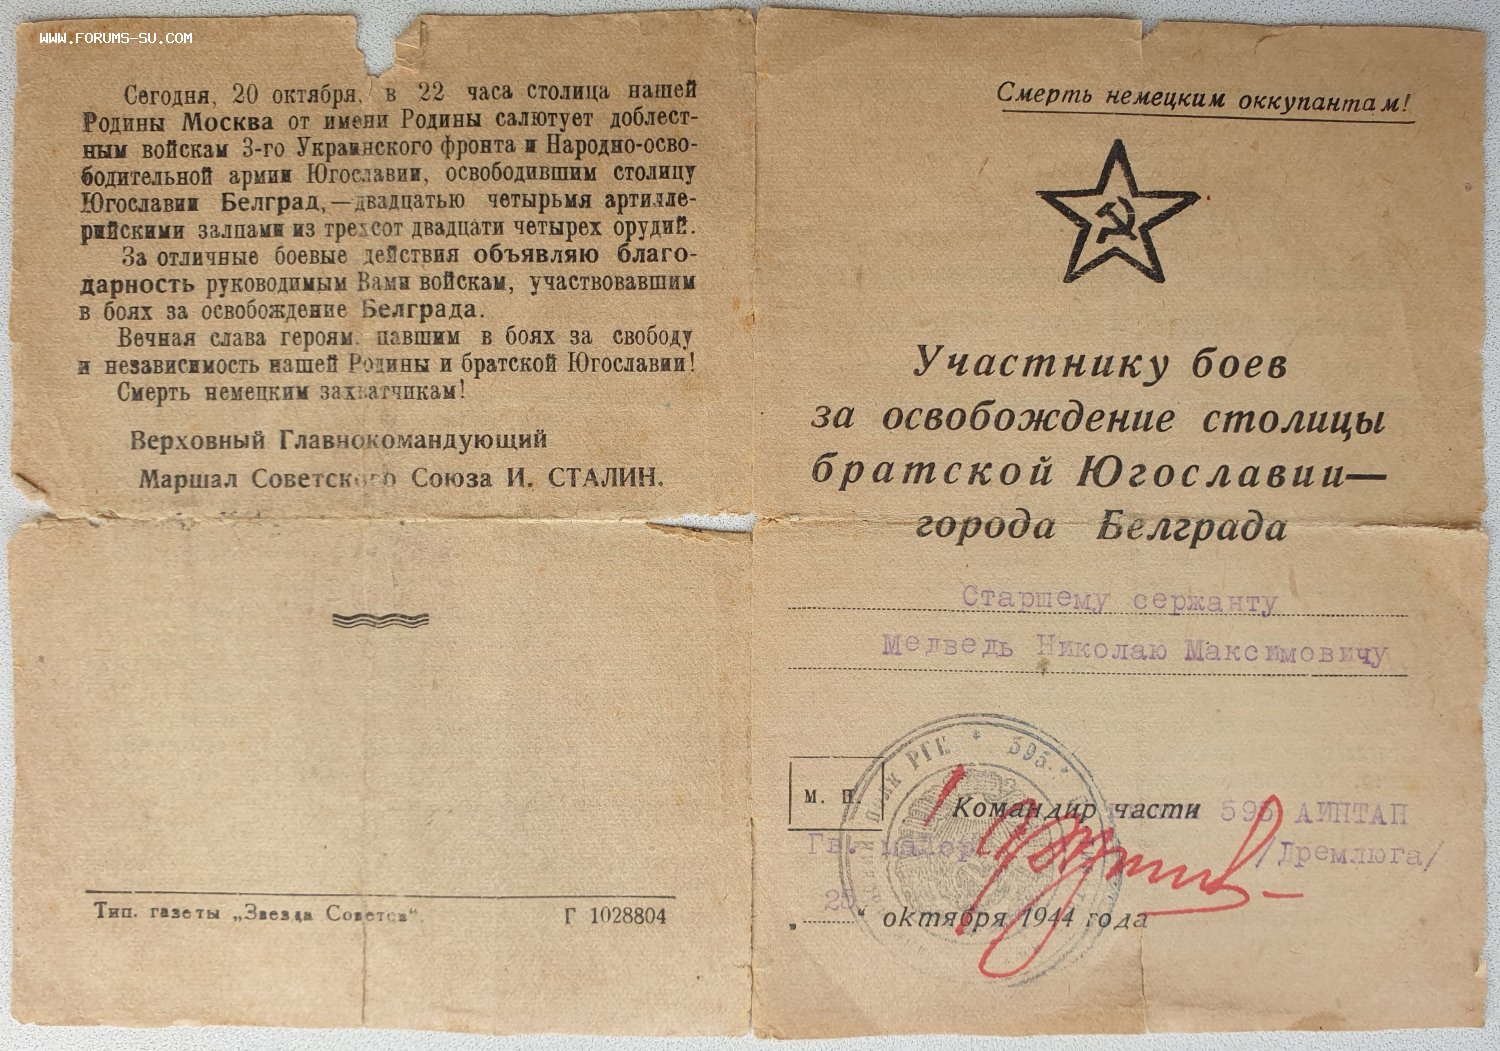 WWW.FORUMS-SU.COM
Сегодня, 20 октября, в 22 часа столица нашей
Родины Москва от имени Родины салютует доблест-
ным войскам 3-го Украинского фронта и Народно-осво-
бодительной армии Югославии, освободившим столицу
Югославии Белград,—двадцатью четырьмя артилле-
рийскими залпами из трехсот двадцати четырех орудий.
За отличные боевые действия объявляю благо-
дарность руководимым Вами войскам, участвовавшим
в боях за освобождение Белграда.
Вечная слава героям, павшим в боях за свободу
и независимость нашей Родины и братской Югославии!
Смерть немецким захватчикам!
Верховный Главнокомандующий
Маршал Советского Союза И. СТАЛИН.
Тип. газеты „Звезда Советов“.
Г 1028804
Смерть немецким оккупантам!
Участнику боев
за освобождение столицы
братской Югославии—
города Белграда
Старшему сержанту
Медведь Николаю Максимовичу
М. П.
Командир части 595 АИПТАП
Гв. майор /Дремлюга/
„ “ октября 1944 года
РГК * 595